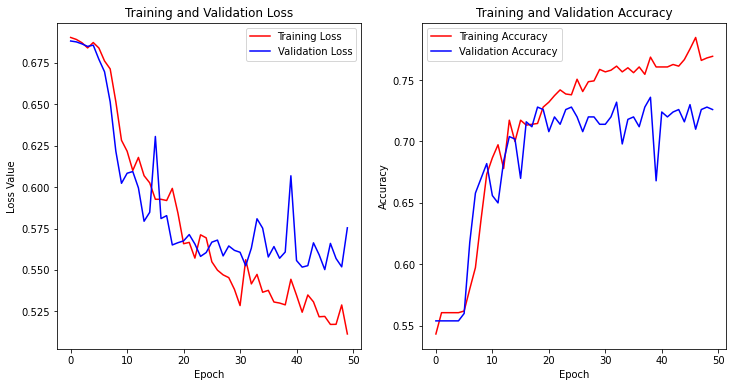 Training and Validation Loss
Training Loss
Validation Loss
0.675
0.650
0.625
0.600
0.575
0.550
0.525
Loss Value
0
10
20
30
40
50
Epoch
Training and Validation Accuracy
Training Accuracy
Validation Accuracy
0.75
0.70
0.65
0.60
0.55
Accuracy
0
10
20
30
40
50
Epoch